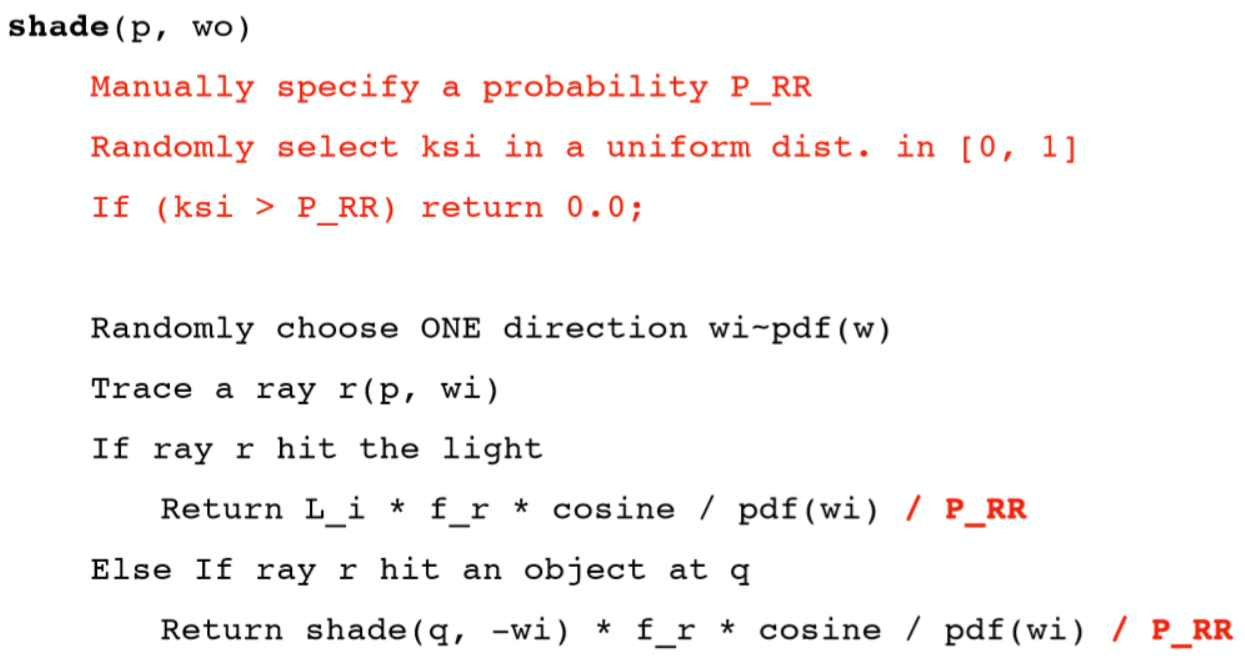 shade(p, wo)
Manually specify a probability P_RR
Randomly select ksi in a uniform dist. in [0, 1]
If (ksi > P_RR) return 0.0;
Randomly choose ONE direction wi~pdf(w)
Trace a ray r(p, wi)
If ray r hit the light
Return L_i * f_r * cosine / pdf(wi) / P_RR
Else If ray r hit an object at q
Return shade(q, -wi) * f_r * cosine / pdf(wi) / P_RR